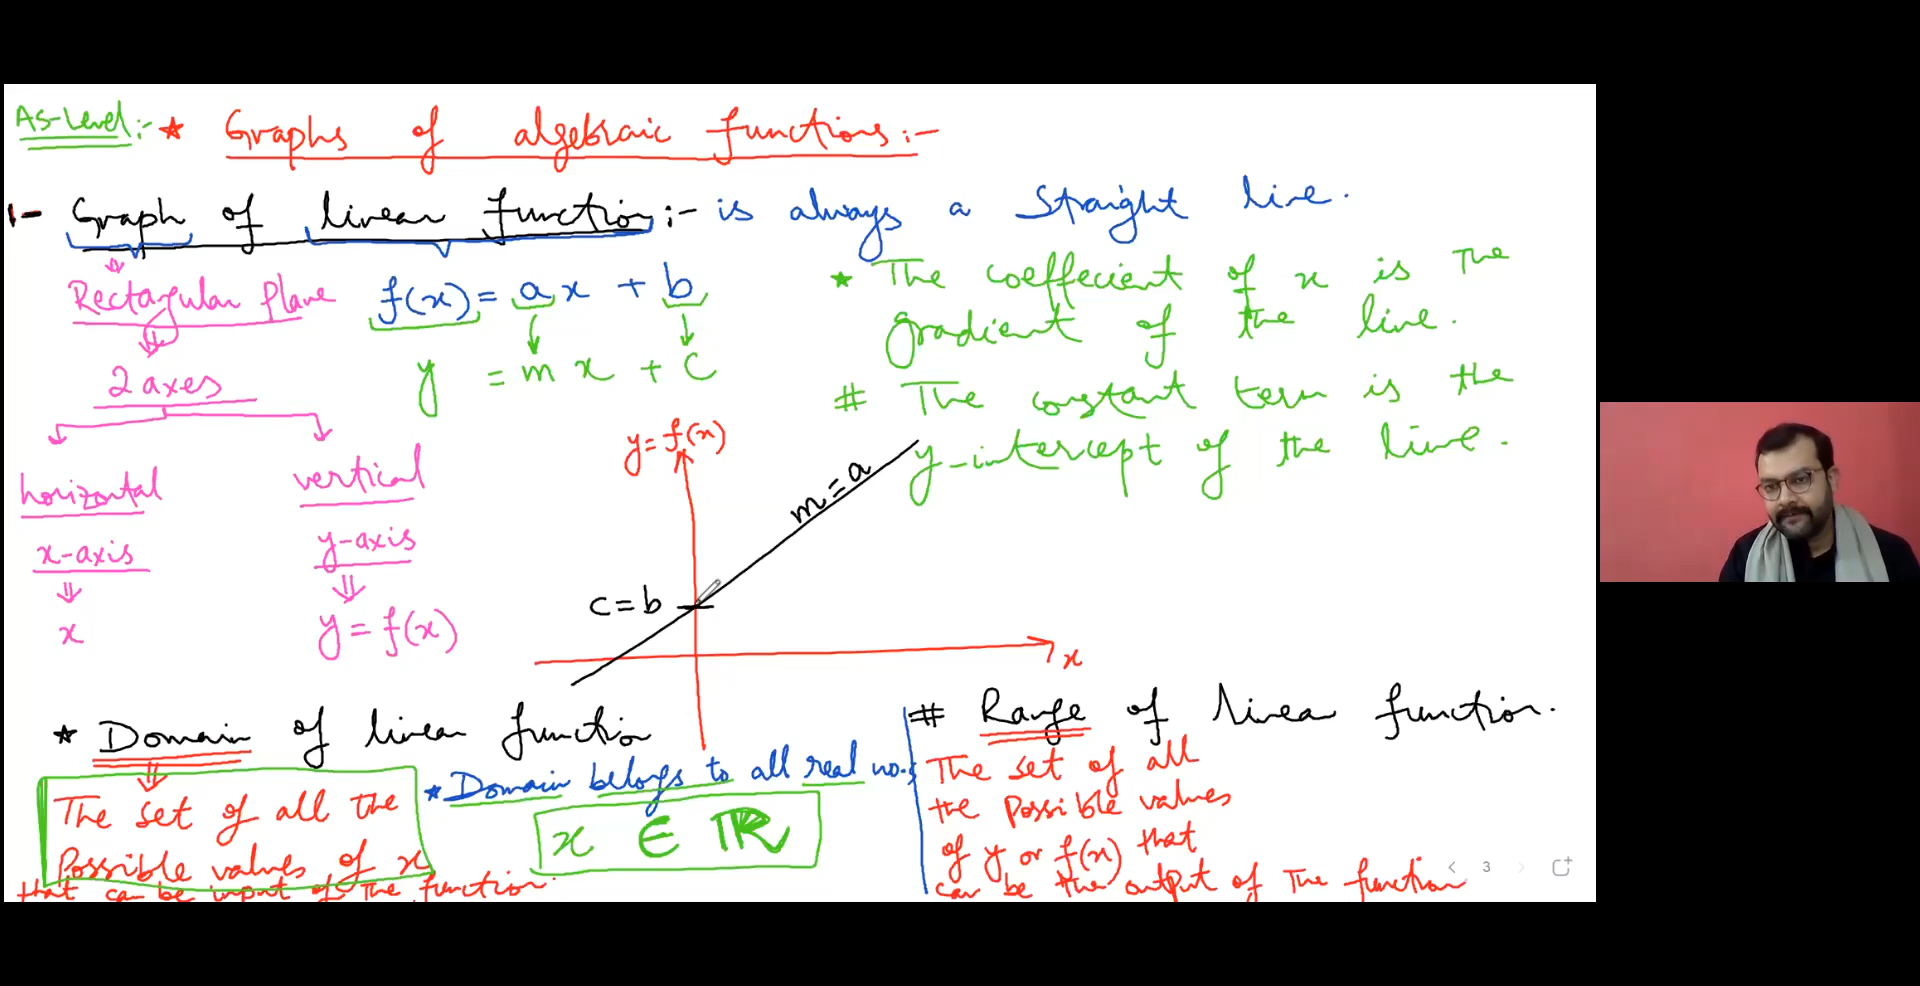 As-Level:- ★ Graphs of algebraic functions:-
1- Graph of linear function:- is always a straight line.
Rectangular plane
2 axes
horizontal
x-axis
x
vertical
y-axis
y = f(x)
f(x) = ax + b
y = mx + c
★ The coeffecient of x is the
gradient of the line.
# The constant term is the
y-intercept of the line.
y=f(x)
m=a
c=b
x
★ Domain of linear function
The set of all the
possible values of x
that can be input of the function.
★ Domain belogs to all real no.s
x ∈ ℝ
# Range of linear function.
The set of all
the possible values
of y or f(x) that
can be the output of The function
< 3 >